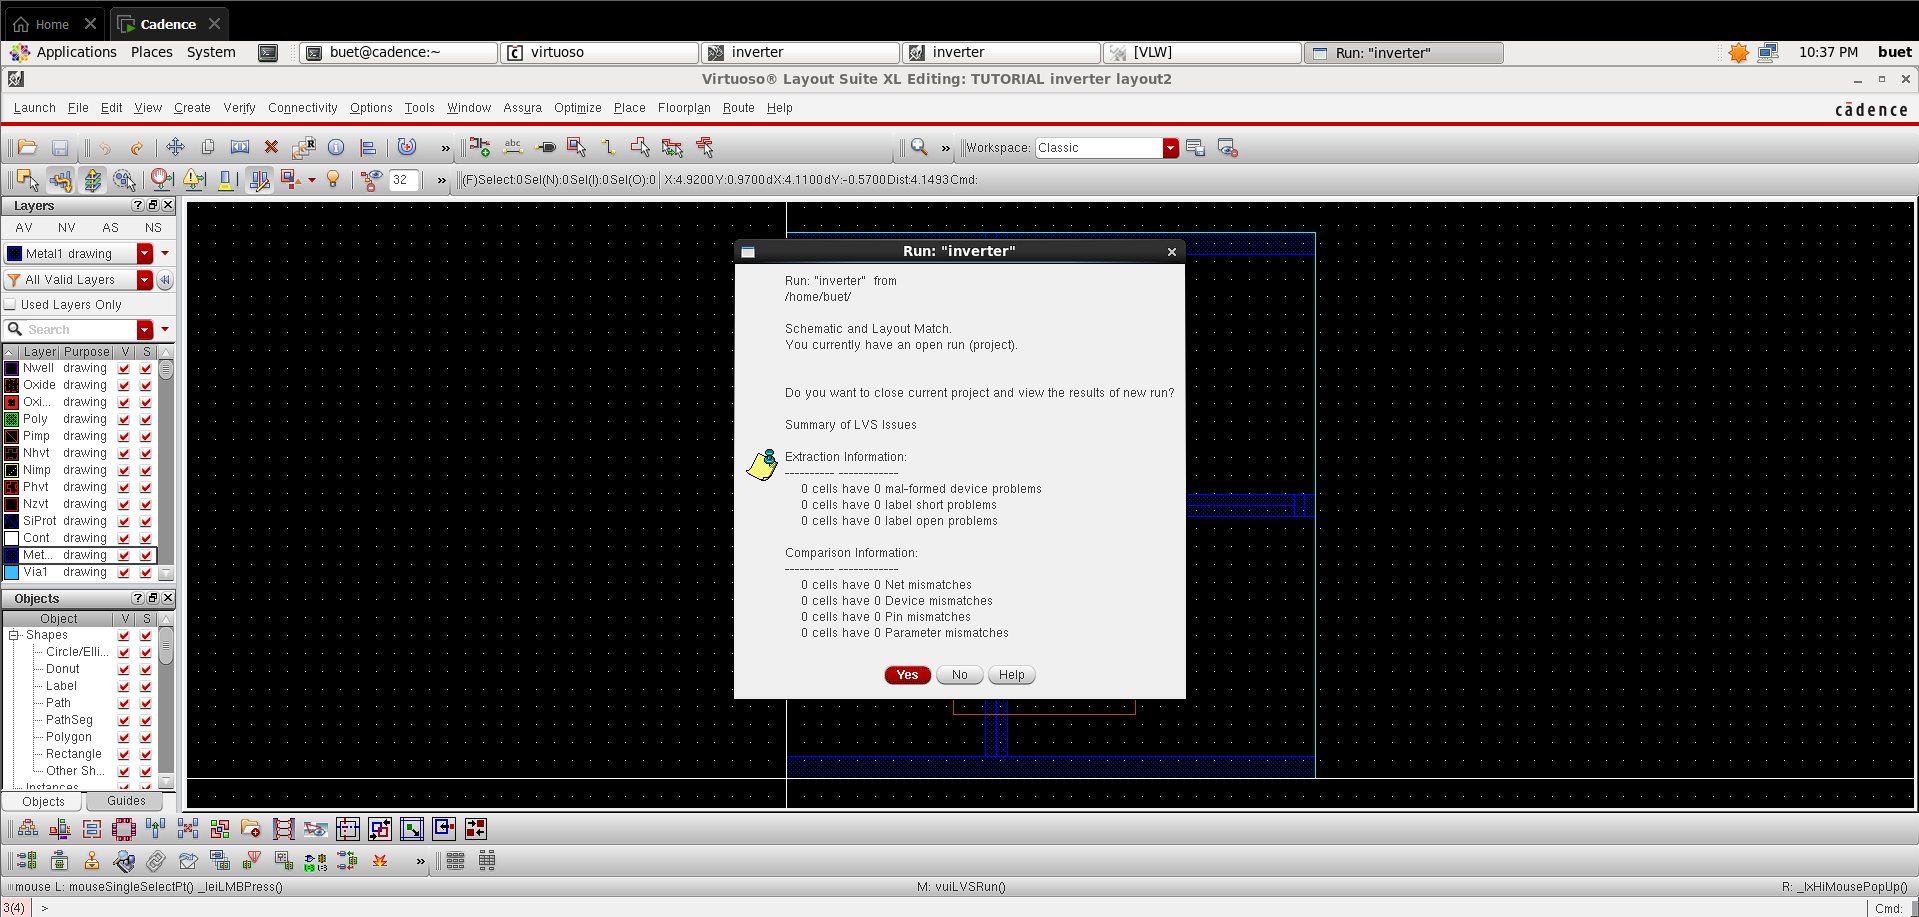 Home
Cadence
Applications Places System buet@cadence:~ virtuoso inverter inverter [VLW] Run: "inverter" 10:37 PM buet
Virtuoso® Layout Suite XL Editing: TUTORIAL inverter layout2
Launch File Edit View Create Verify Connectivity Options Tools Window Assura Optimize Place Floorplan Route Help
cādence
abc
R
» » Workspace: Classic
32 » (F)Select:0 Sel(N):0 Sel(I):0 Sel(O):0 X:4.9200 Y:0.9700 dX:4.1100 dY:-0.5700 Dist:4.1493 Cmd:
Layers
AV NV AS NS
Metal1 drawing
All Valid Layers
Used Layers Only
Search
Layer Purpose V S
Nwell drawing
Oxide drawing
Oxi... drawing
Poly drawing
Pimp drawing
Nhvt drawing
Nimp drawing
Phvt drawing
Nzvt drawing
SiProt drawing
Cont drawing
Met... drawing
Via1 drawing
Objects
Object V S
Shapes
Circle/Elli...
Donut
Label
Path
PathSeg
Polygon
Rectangle
Other Sh...
Instances
Objects Guides
Run: "inverter"
Run: "inverter" from
/home/buet/
Schematic and Layout Match.
You currently have an open run (project).
Do you want to close current project and view the results of new run?
Summary of LVS Issues
Extraction Information:
---------- ------------
0 cells have 0 mal-formed device problems
0 cells have 0 label short problems
0 cells have 0 label open problems
Comparison Information:
---------- ------------
0 cells have 0 Net mismatches
0 cells have 0 Device mismatches
0 cells have 0 Pin mismatches
0 cells have 0 Parameter mismatches
Yes No Help
»
mouse L: mouseSingleSelectPt() _leiLMBPress() M: vuiLVSRun() R: _lxHiMousePopUp()
3(4) > Cmd: